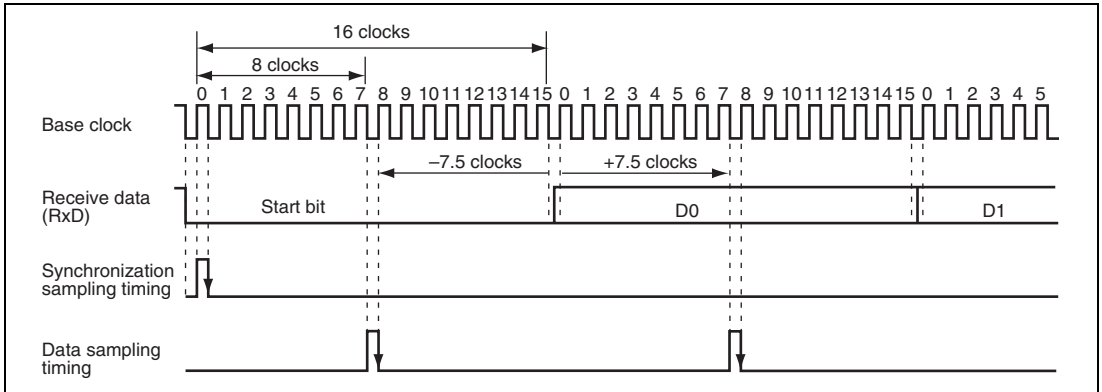 16 clocks
8 clocks
0 1 2 3 4 5 6 7 8 9 10 11 12 13 14 15 0 1 2 3 4 5 6 7 8 9 10 11 12 13 14 15 0 1 2 3 4 5
Base clock
–7.5 clocks +7.5 clocks
Receive data
(RxD)
Start bit D0 D1
Synchronization
sampling timing
Data sampling
timing